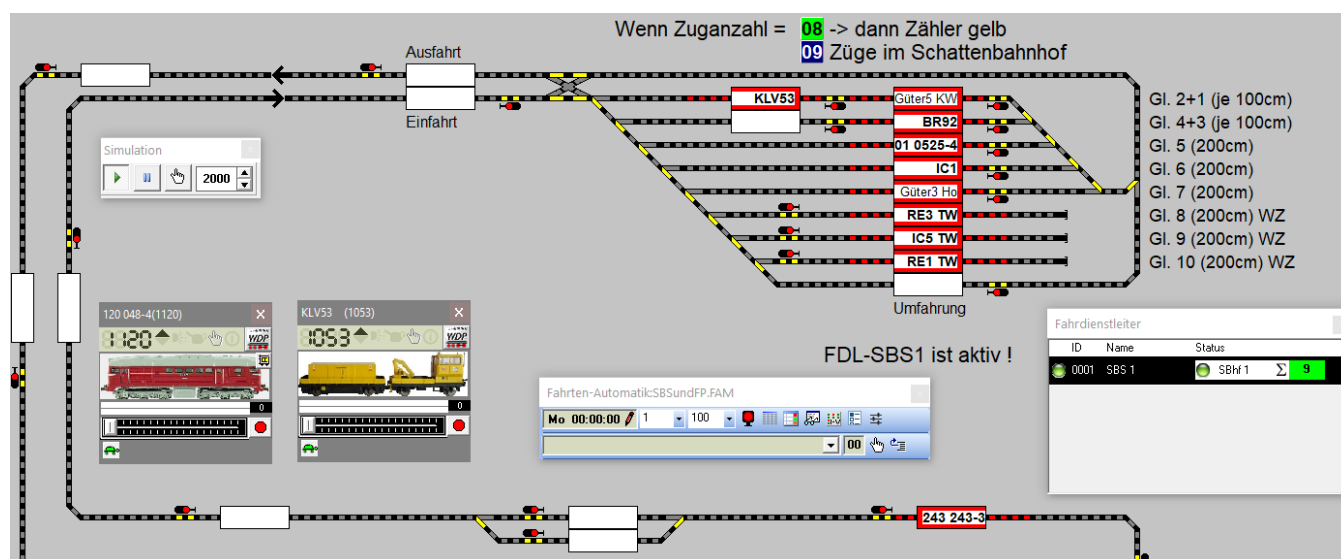 Wenn Zuganzahl = 08 -> dann Zähler gelb
09 Züge im Schattenbahnhof
Ausfahrt
Einfahrt
KLV53 Güter5 KW Gl. 2+1 (je 100cm)
BR92 Gl. 4+3 (je 100cm)
01 0525-4 Gl. 5 (200cm)
IC1 Gl. 6 (200cm)
Güter3 Ho Gl. 7 (200cm)
RE3 TW Gl. 8 (200cm) WZ
IC5 TW Gl. 9 (200cm) WZ
RE1 TW Gl. 10 (200cm) WZ
Umfahrung
Simulation
2000
120 048-4(1120)
1120 WDP
0
KLV53 (1053)
1053 WDP
0
FDL-SBS1 ist aktiv !
Fahrdienstleiter
ID Name Status
0001 SBS 1 SBhf 1 Σ 9
Fahrten-Automatik:SBSundFP.FAM
Mo 00:00:00 1 100
00
243 243-3